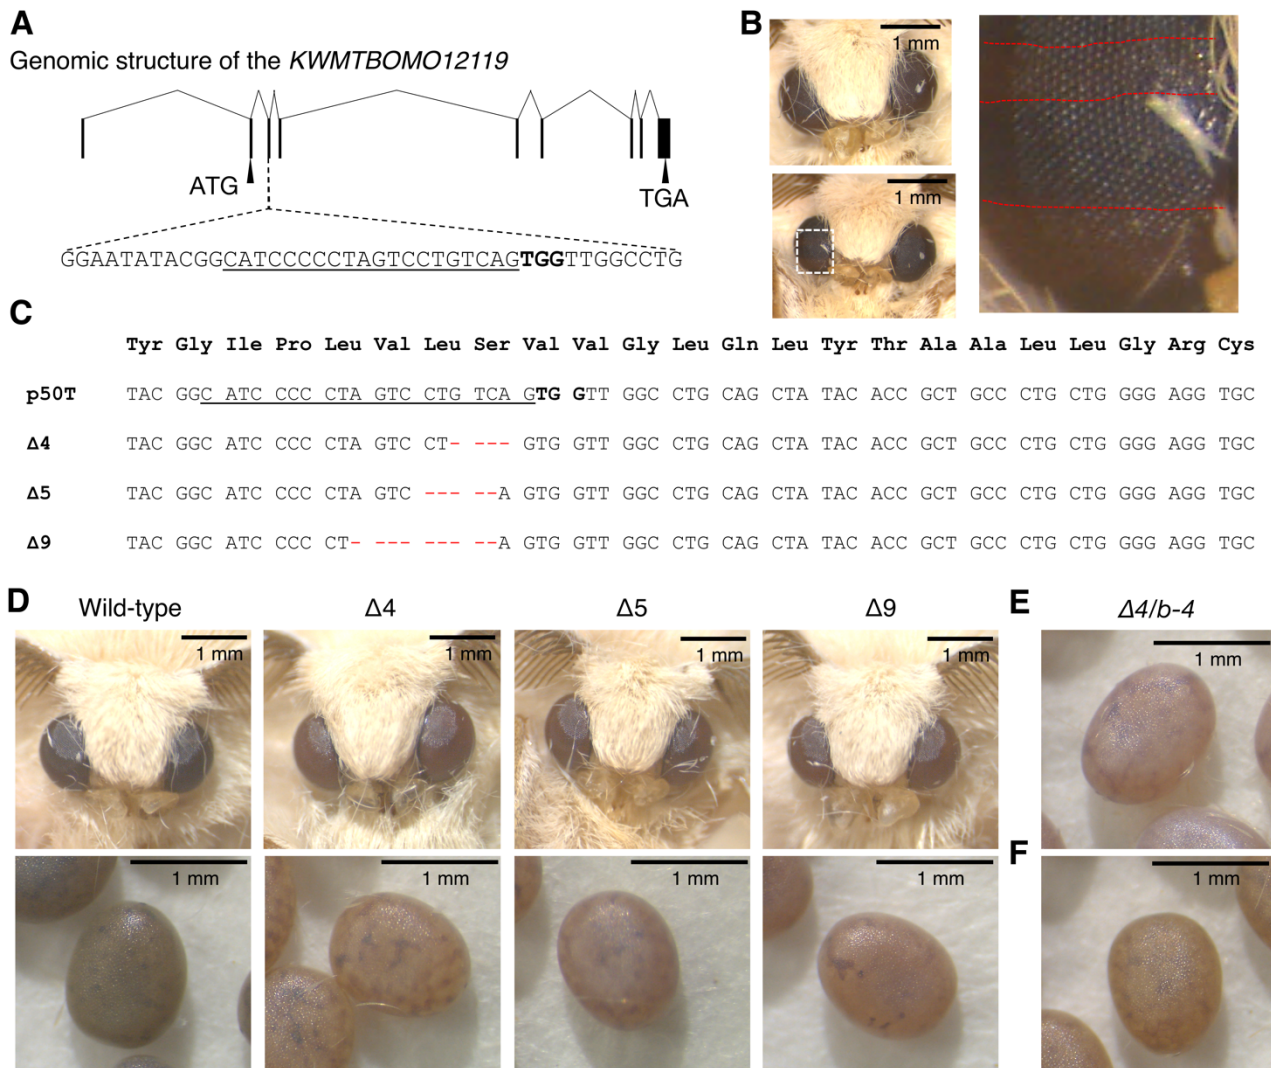 A
Genomic structure of the KWMTBOMO12119
ATG
TGA
GGAATATACGGCATCCCCCTAGTCCTGTCAGTGGTTGGCCTG
B
1 mm
1 mm
C
Tyr Gly Ile Pro Leu Val Leu Ser Val Val Gly Leu Gln Leu Tyr Thr Ala Ala Leu Leu Gly Arg Cys
p50T TAC GGC ATC CCC CTA GTC CTG TCA GTG GTT GGC CTG CAG CTA TAC ACC GCT GCC CTG CTG GGG AGG TGC
Δ4 TAC GGC ATC CCC CTA GTC CT- --- GTG GTT GGC CTG CAG CTA TAC ACC GCT GCC CTG CTG GGG AGG TGC
Δ5 TAC GGC ATC CCC CTA GTC --- --A GTG GTT GGC CTG CAG CTA TAC ACC GCT GCC CTG CTG GGG AGG TGC
Δ9 TAC GGC ATC CCC CT- --- --- --A GTG GTT GGC CTG CAG CTA TAC ACC GCT GCC CTG CTG GGG AGG TGC
D
Wild-type Δ4 Δ5 Δ9
1 mm 1 mm 1 mm 1 mm
1 mm 1 mm 1 mm 1 mm
E
Δ4/b-4
1 mm
F
1 mm